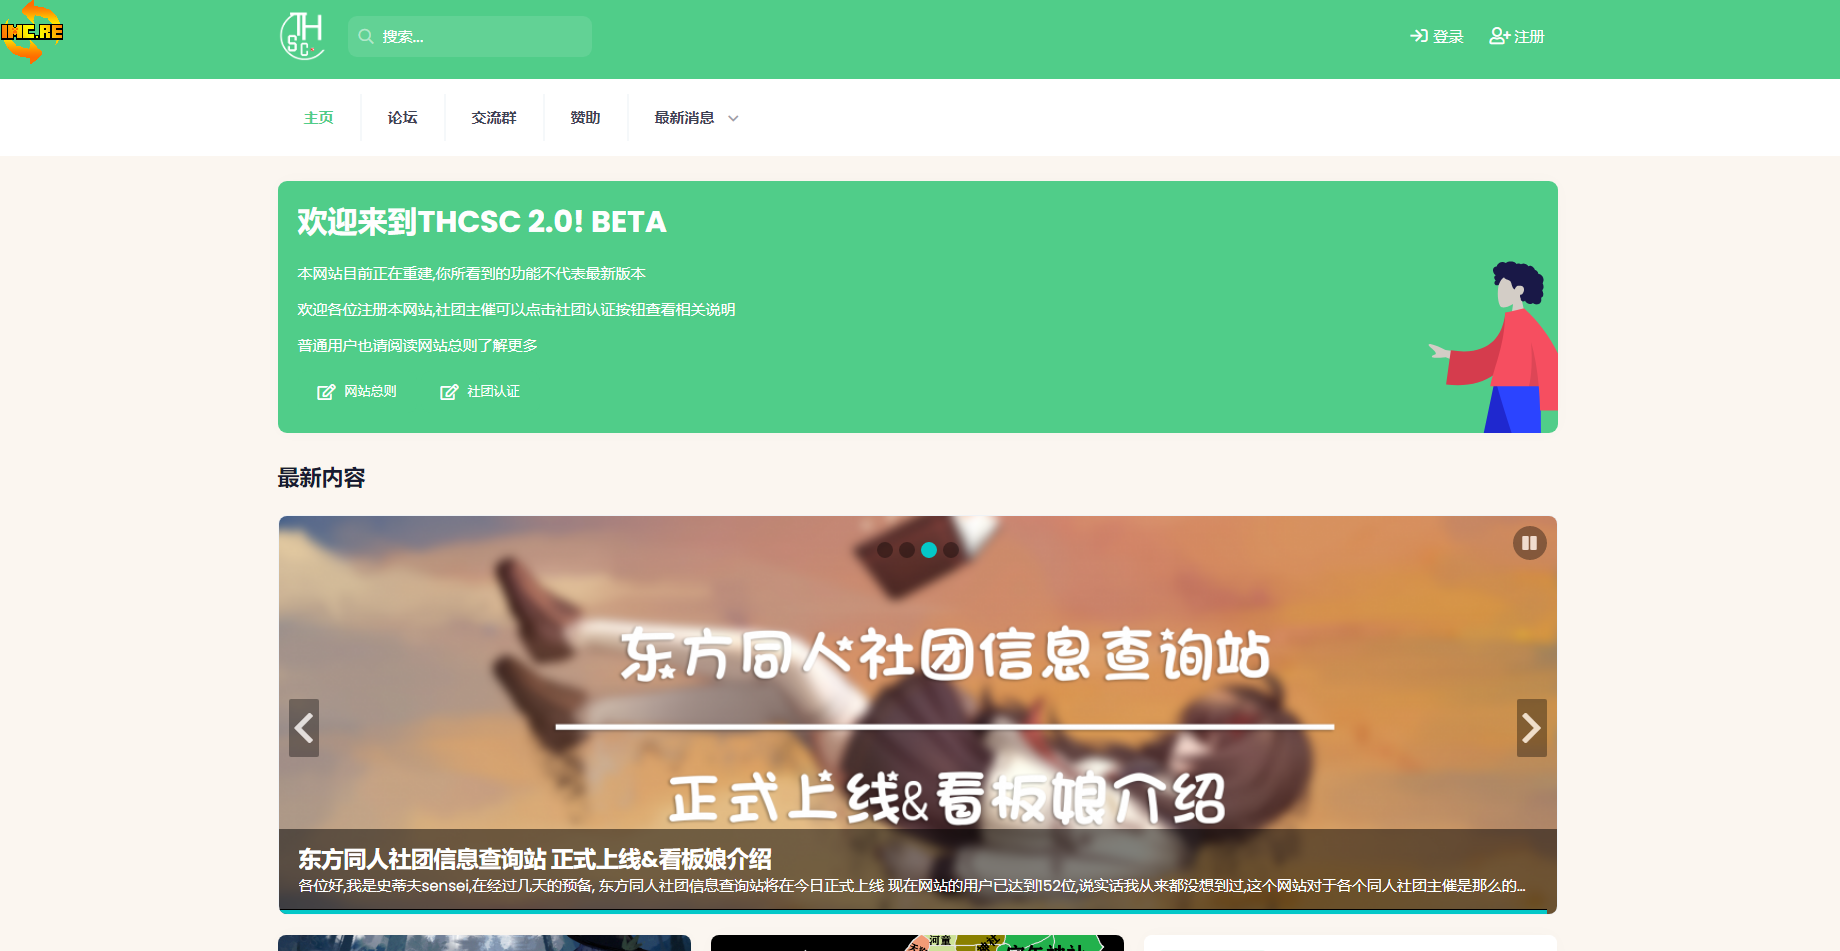 IMC.RE
TH
SC
搜索...
登录
注册
主页
论坛
交流群
赞助
最新消息
欢迎来到THCSC 2.0! BETA
本网站目前正在重建,你所看到的功能不代表最新版本
欢迎各位注册本网站,社团主催可以点击社团认证按钮查看相关说明
普通用户也请阅读网站总则了解更多
网站总则
社团认证
最新内容
东方同人社团信息查询站
正式上线&看板娘介绍
东方同人社团信息查询站 正式上线&看板娘介绍
各位好,我是史蒂夫sensei,在经过几天的预备, 东方同人社团信息查询站将在今日正式上线 现在网站的用户已达到152位,说实话我从来都没想到过,这个网站对于各个同人社团主催是那么的...
河童